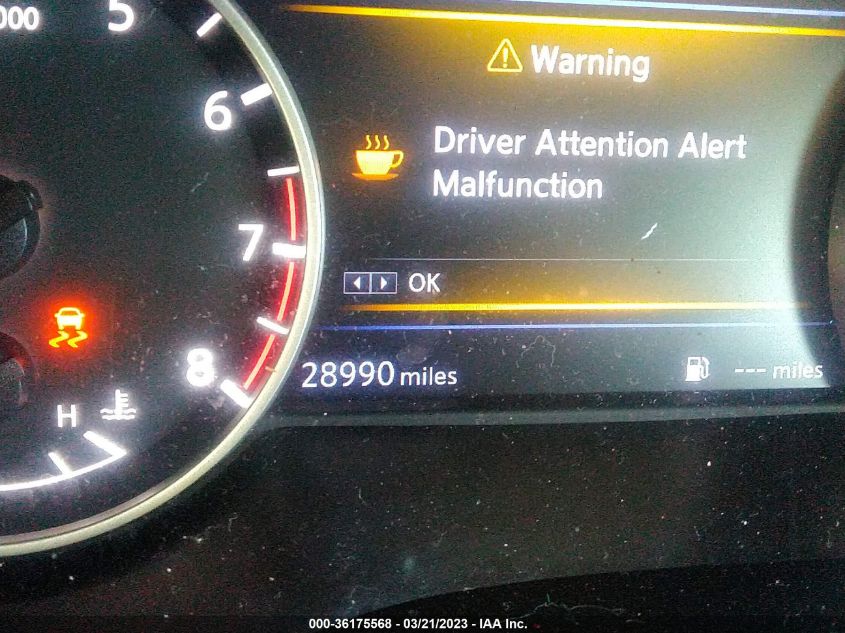 000
5
6
7
8
H
Warning
Driver Attention Alert
Malfunction
OK
28990 miles
--- miles
000-36175568 - 03/21/2023 - IAA Inc.